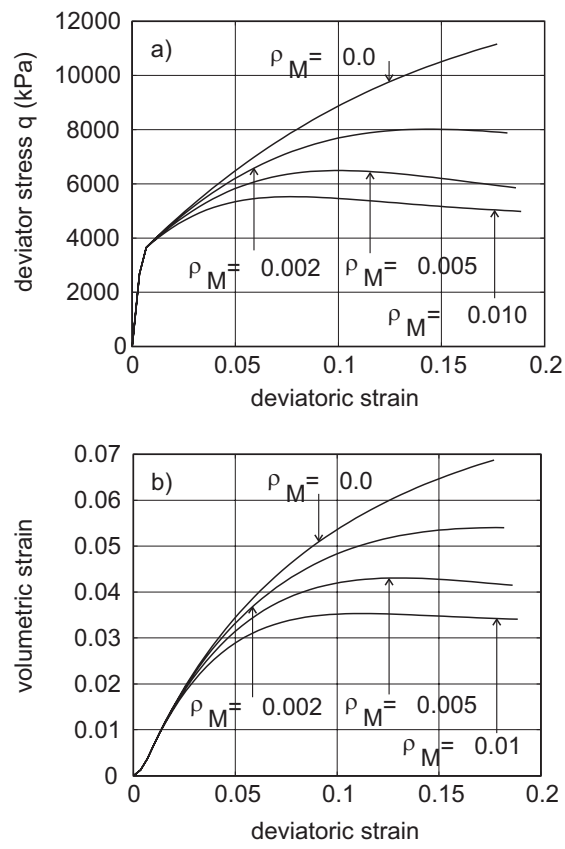 a)
12000
10000
8000
6000
4000
2000
0
deviator stress q (kPa)
ρM= 0.0
ρM= 0.002
ρM= 0.005
ρM= 0.010
0 0.05 0.1 0.15 0.2
deviatoric strain
b)
0.07
0.06
0.05
0.04
0.03
0.02
0.01
0
volumetric strain
ρM= 0.0
ρM= 0.002
ρM= 0.005
ρM= 0.01
0 0.05 0.1 0.15 0.2
deviatoric strain